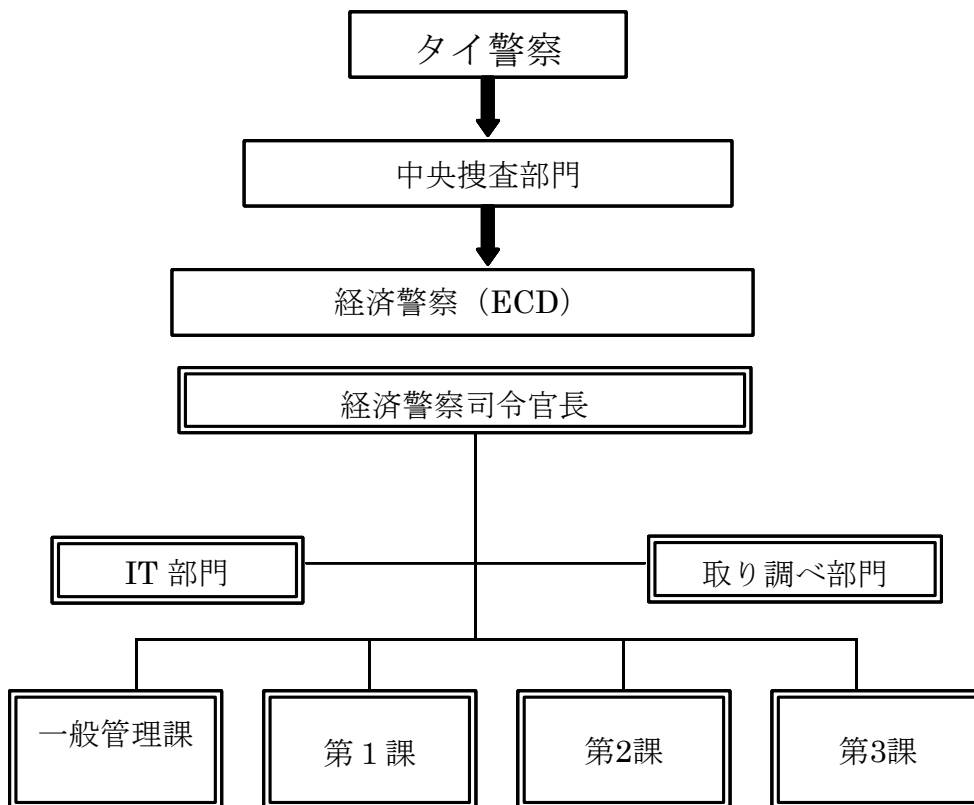 タイ警察
中央捜査部門
経済警察（ECD）
経済警察司令官長
IT 部門
取り調べ部門
一般管理課
第１課
第2課
第3課